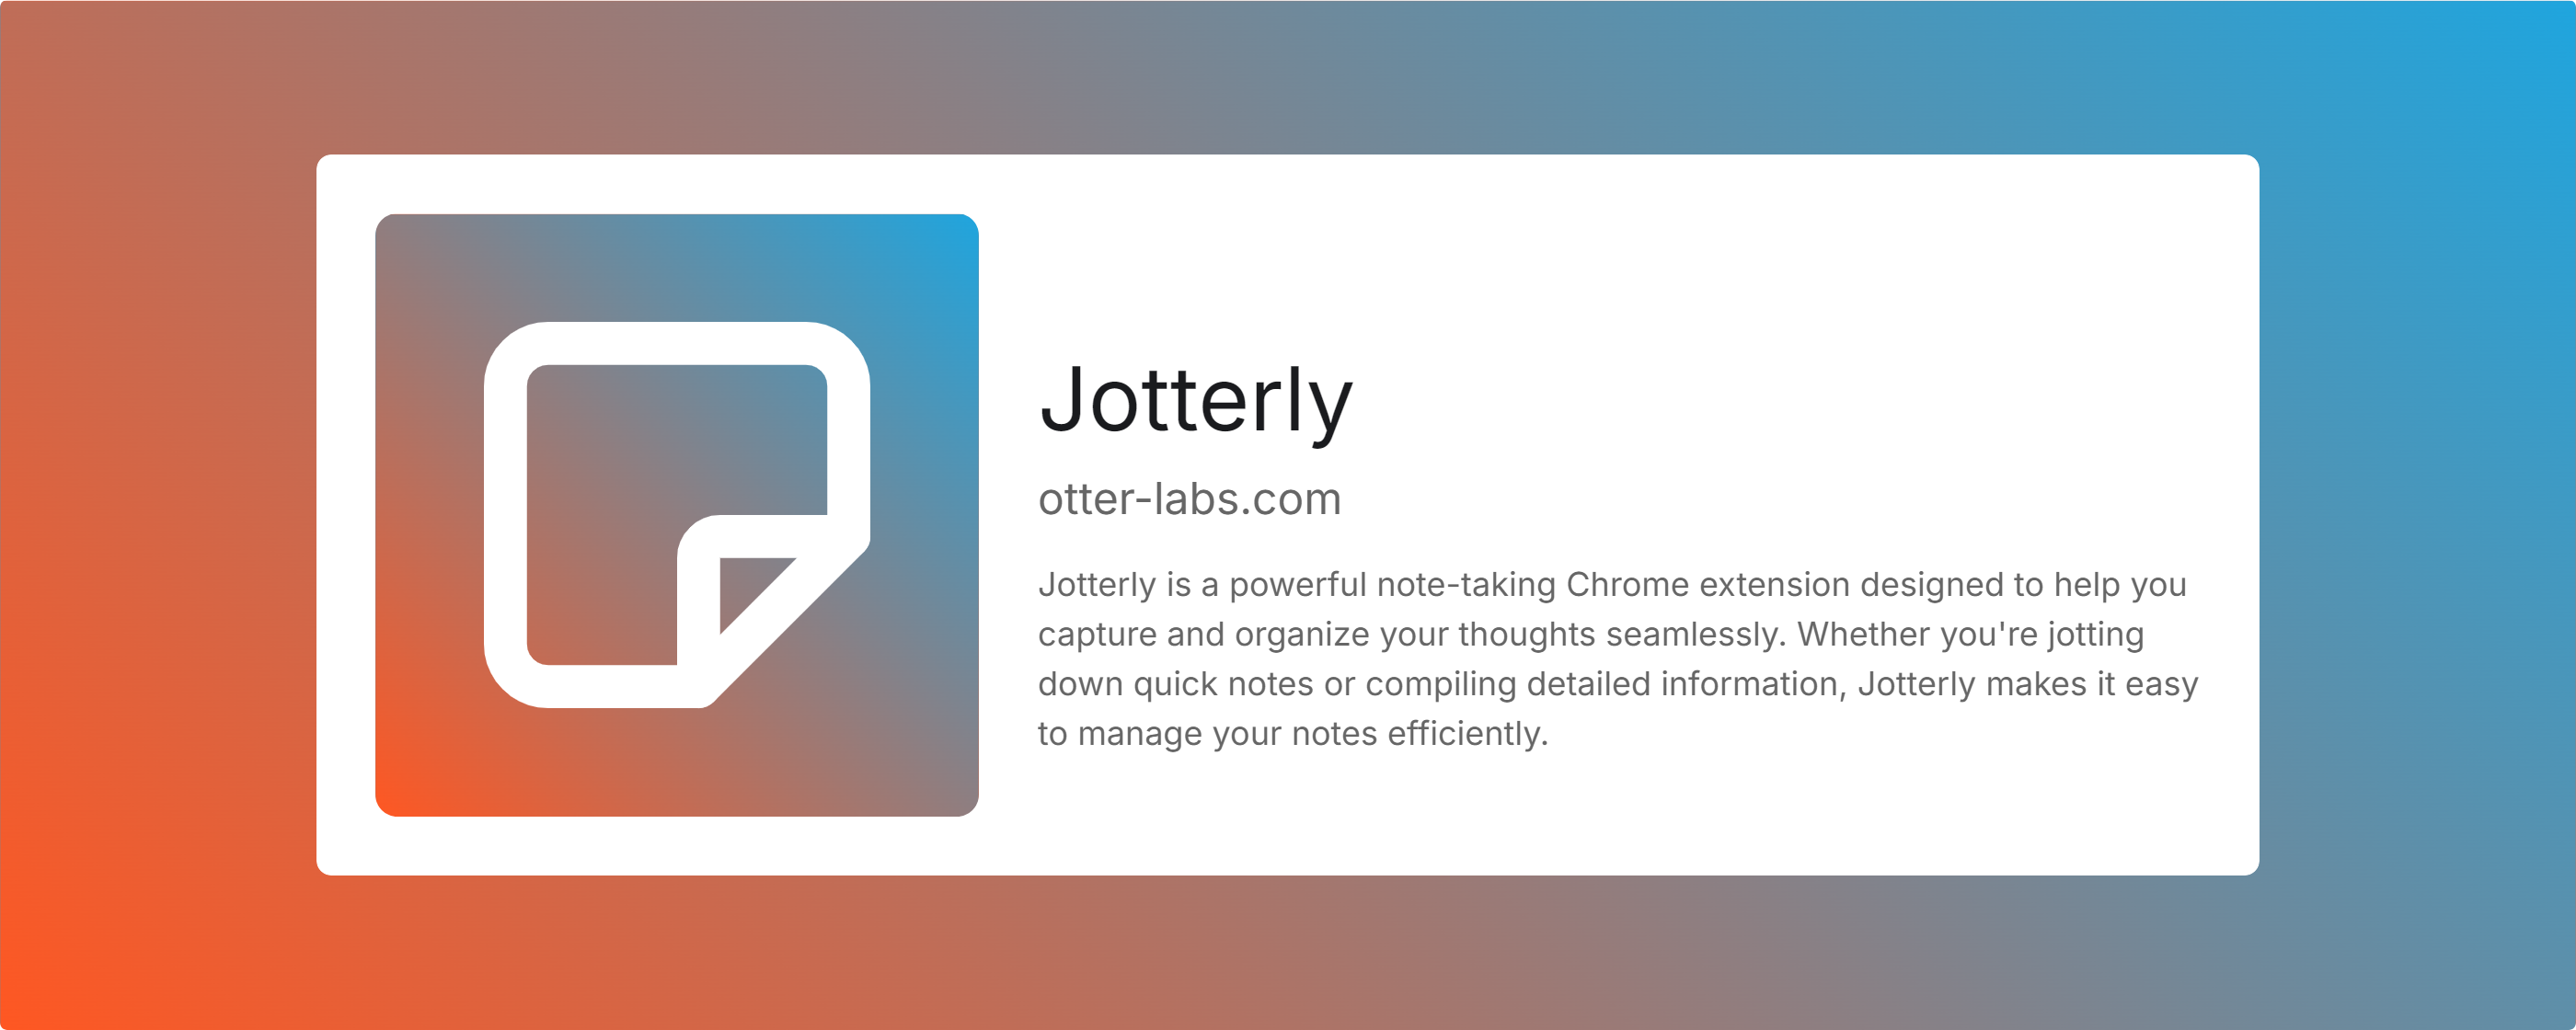 Jotterly
otter-labs.com
Jotterly is a powerful note-taking Chrome extension designed to help you
capture and organize your thoughts seamlessly. Whether you're jotting
down quick notes or compiling detailed information, Jotterly makes it easy
to manage your notes efficiently.